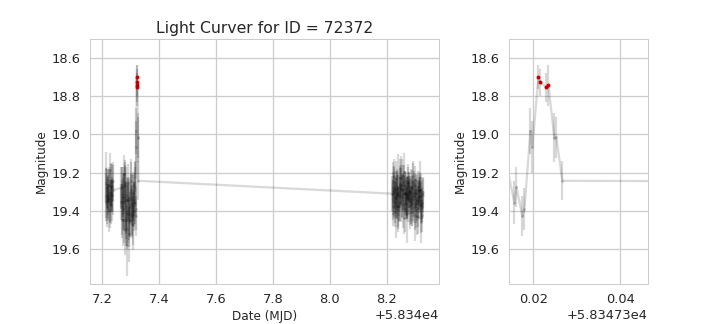 Light Curver for ID = 72372
Magnitude
18.6
18.8
19.0
19.2
19.4
19.6
7.2 7.4 7.6 7.8 8.0 8.2
Date (MJD)
+5.834e4
Magnitude
18.6
18.8
19.0
19.2
19.4
19.6
0.02 0.04
+5.83473e4